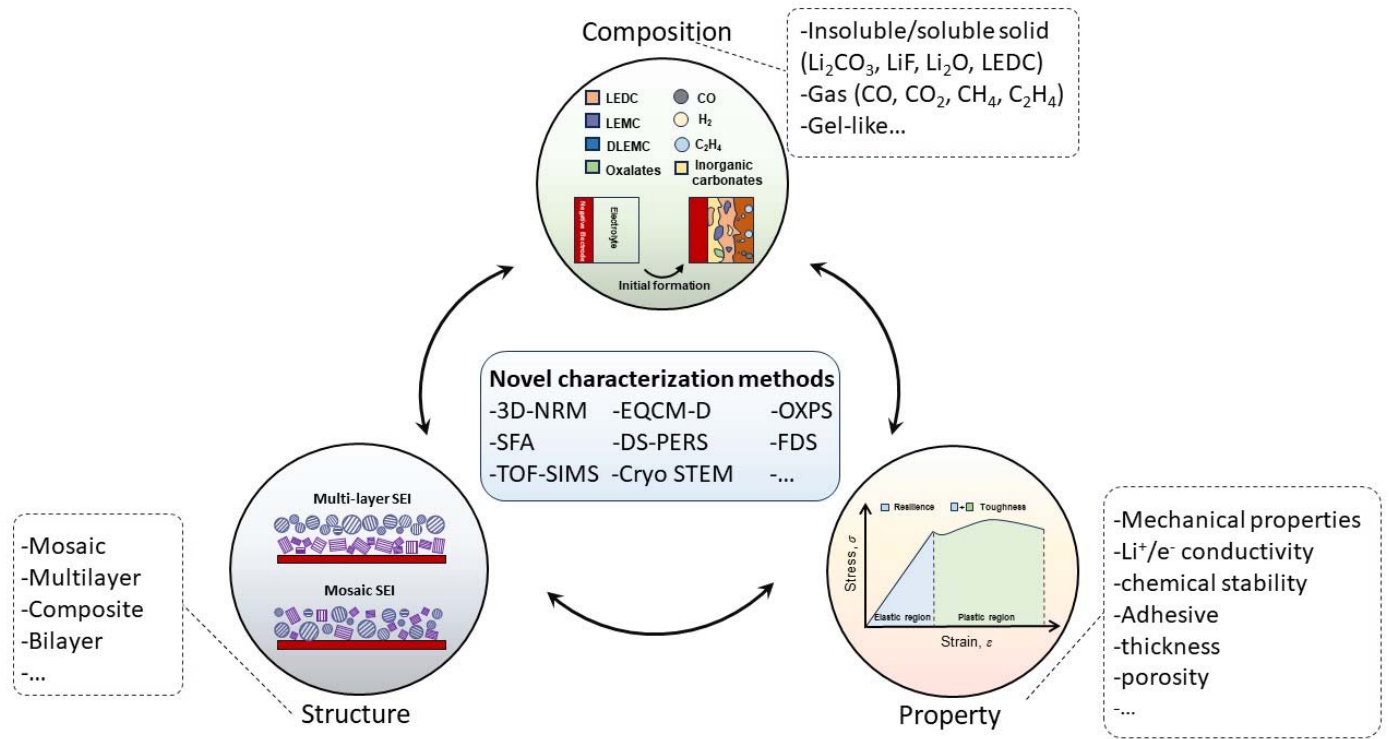 Composition
-Insoluble/soluble solid
(Li₂CO₃, LiF, Li₂O, LEDC)
-Gas (CO, CO₂, CH₄, C₂H₄)
-Gel-like...
LEDC
CO
LEMC
H₂
DLEMC
C₂H₄
Oxalates
Inorganic
carbonates
Negative Electrode
Electrolyte
Initial formation
Novel characterization methods
-3D-NRM -EQCM-D -OXPS
-SFA -DS-PERS -FDS
-TOF-SIMS -Cryo STEM -...
Multi-layer SEI
Mosaic SEI
-Mosaic
-Multilayer
-Composite
-Bilayer
-...
Structure
Resilience
+
Toughness
Stress, σ
Elastic region
Plastic region
Strain, ε
-Mechanical properties
-Li⁺/e⁻ conductivity
-chemical stability
-Adhesive
-thickness
-porosity
-...
Property